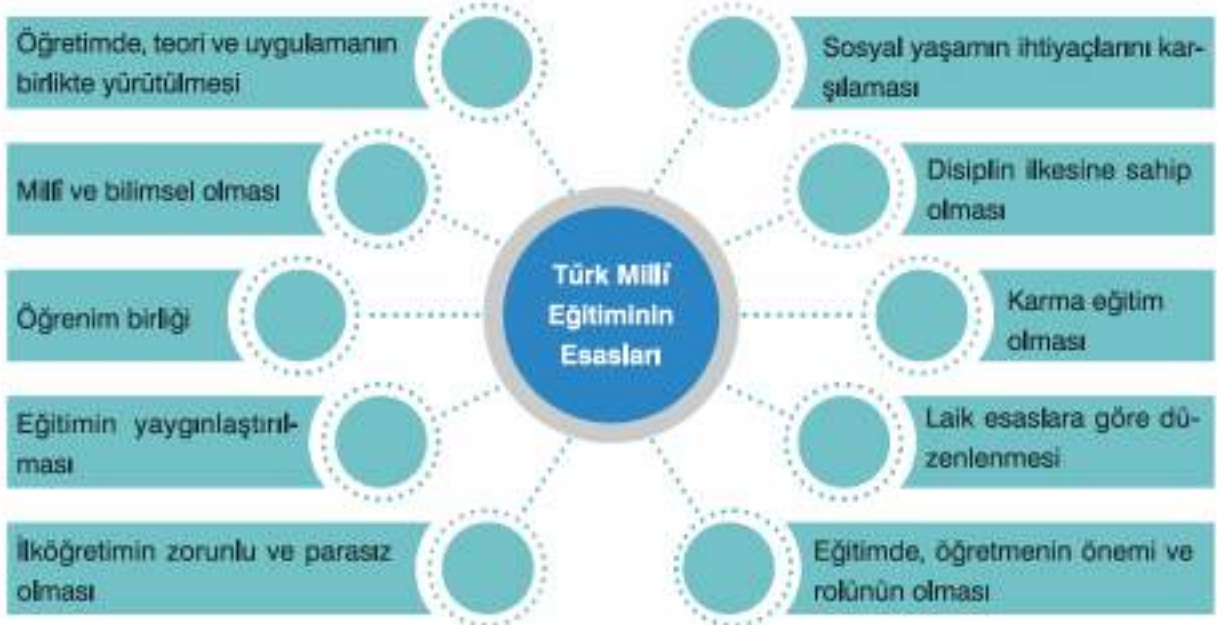 Öğretimde, teori ve uygulamanın
birlikte yürütülmesi
Millî ve bilimsel olması
Öğrenim birliği
Eğitimin yaygınlaştırıl-
ması
İlköğretimin zorunlu ve parasız
olması
Türk Millî
Eğitiminin
Esasları
Sosyal yaşamın ihtiyaçlarını kar-
şılaması
Disiplin ilkesine sahip
olması
Karma eğitim
olması
Laik esaslara göre dü-
zenlenmesi
Eğitimde, öğretmenin önemi ve
rolünün olması